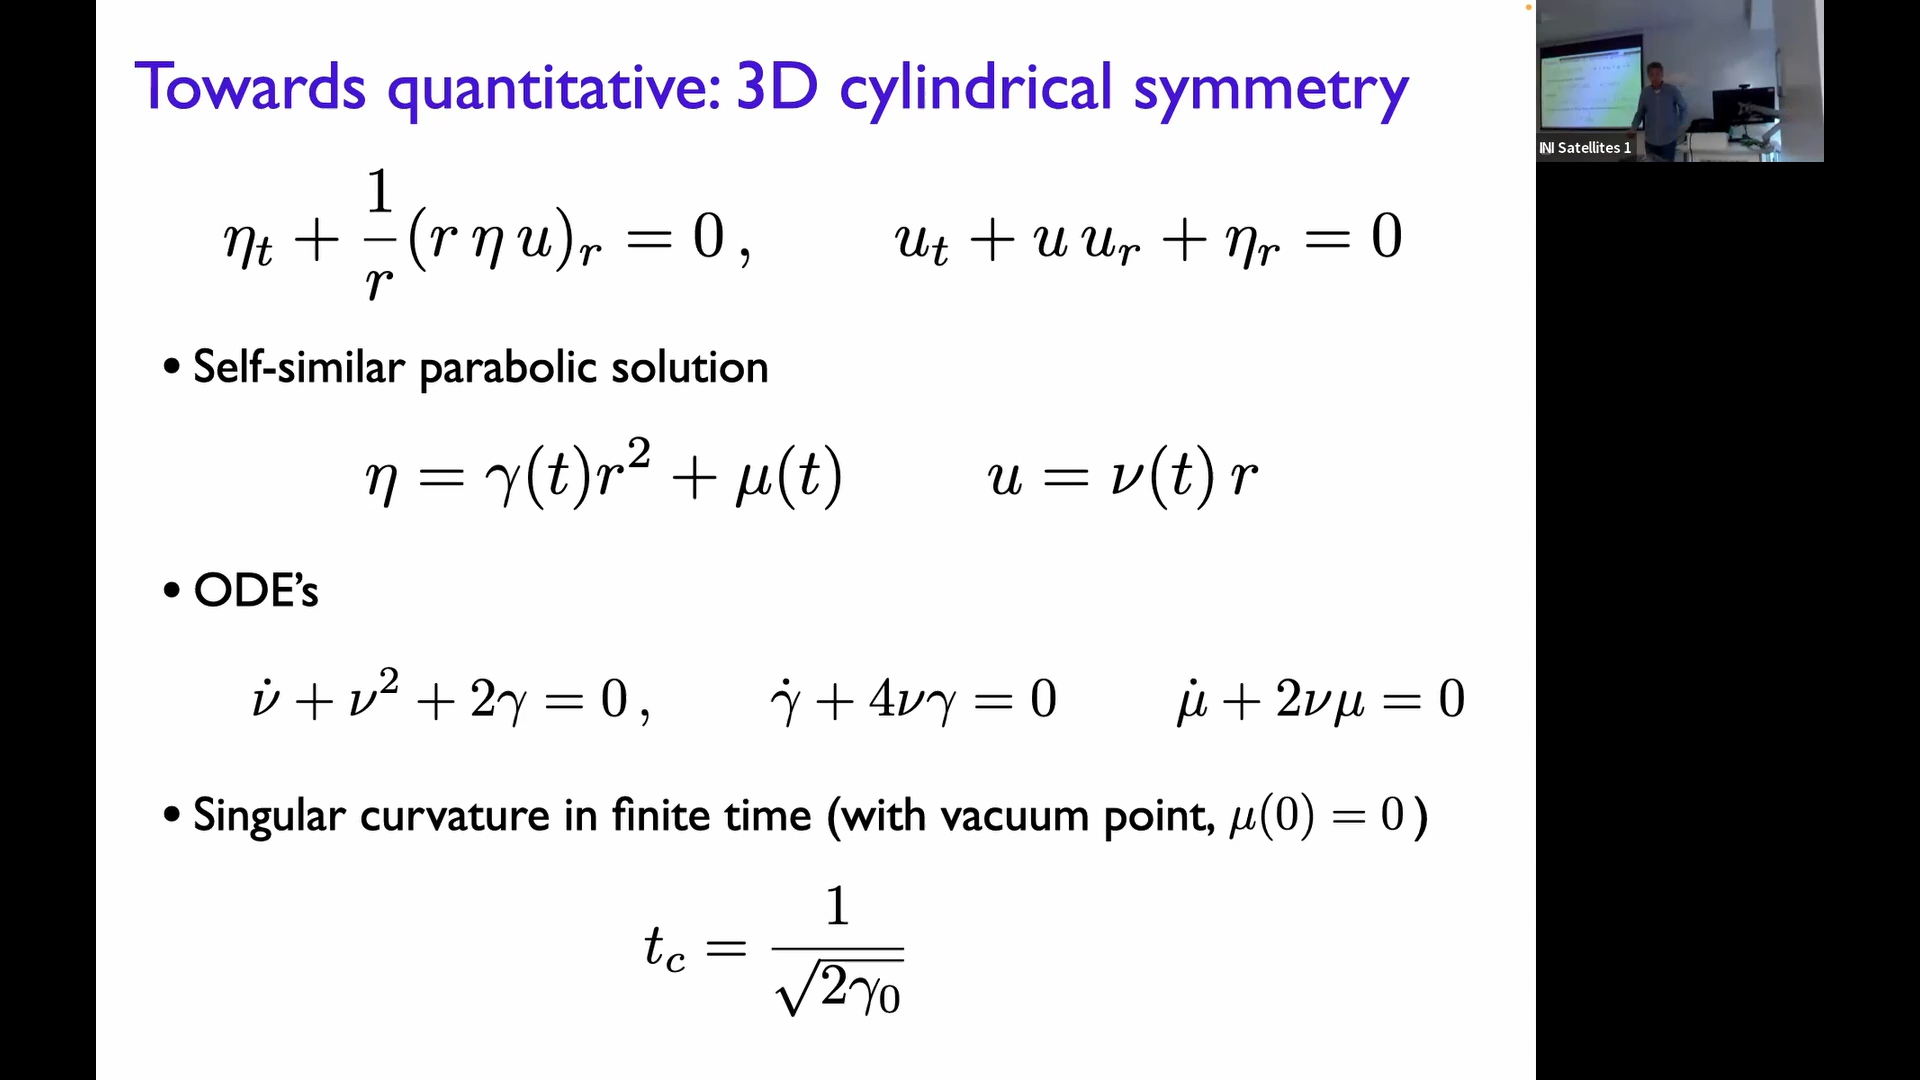 Towards quantitative: 3D cylindrical symmetry
η_t + 1/r (r η u)_r = 0 , u_t + u u_r + η_r = 0
• Self-similar parabolic solution
η = γ(t)r² + μ(t) u = ν(t) r
• ODE’s
ν̇ + ν² + 2γ = 0 , γ̇ + 4νγ = 0 μ̇ + 2νμ = 0
• Singular curvature in finite time (with vacuum point, μ(0) = 0 )
t_c = 1/√(2γ₀)
INI Satellites 1